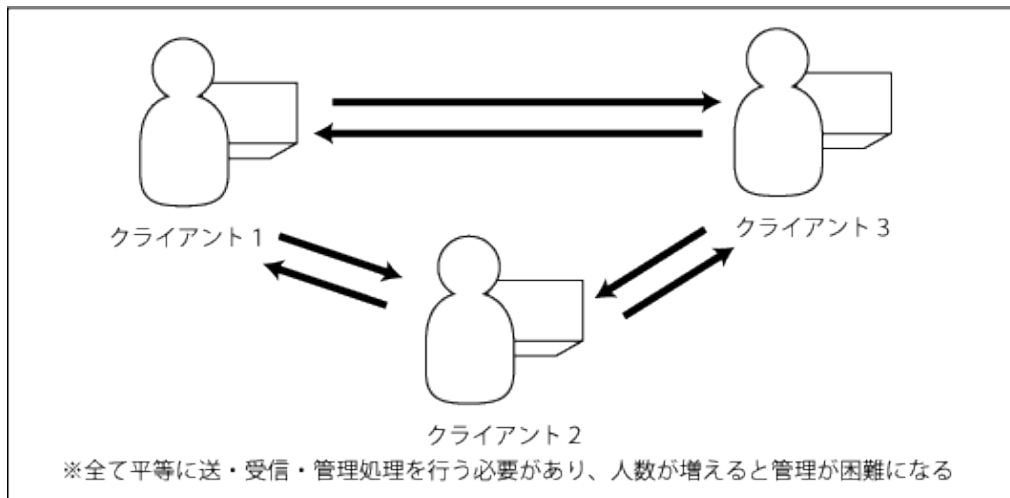 クライアント 1
クライアント 3
クライアント 2
※全て平等に送・受信・管理処理を行う必要があり、人数が増えると管理が困難になる